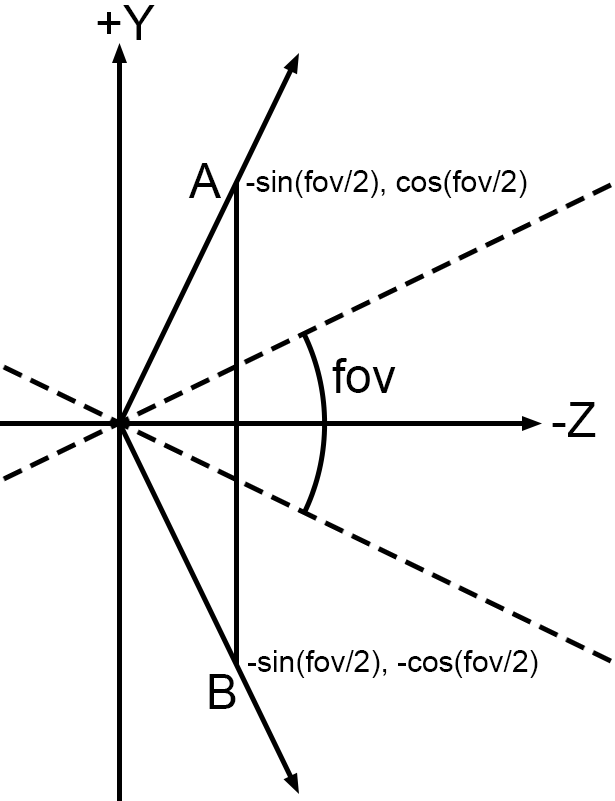 +Y
A
-sin(fov/2), cos(fov/2)
fov
-Z
-sin(fov/2), -cos(fov/2)
B